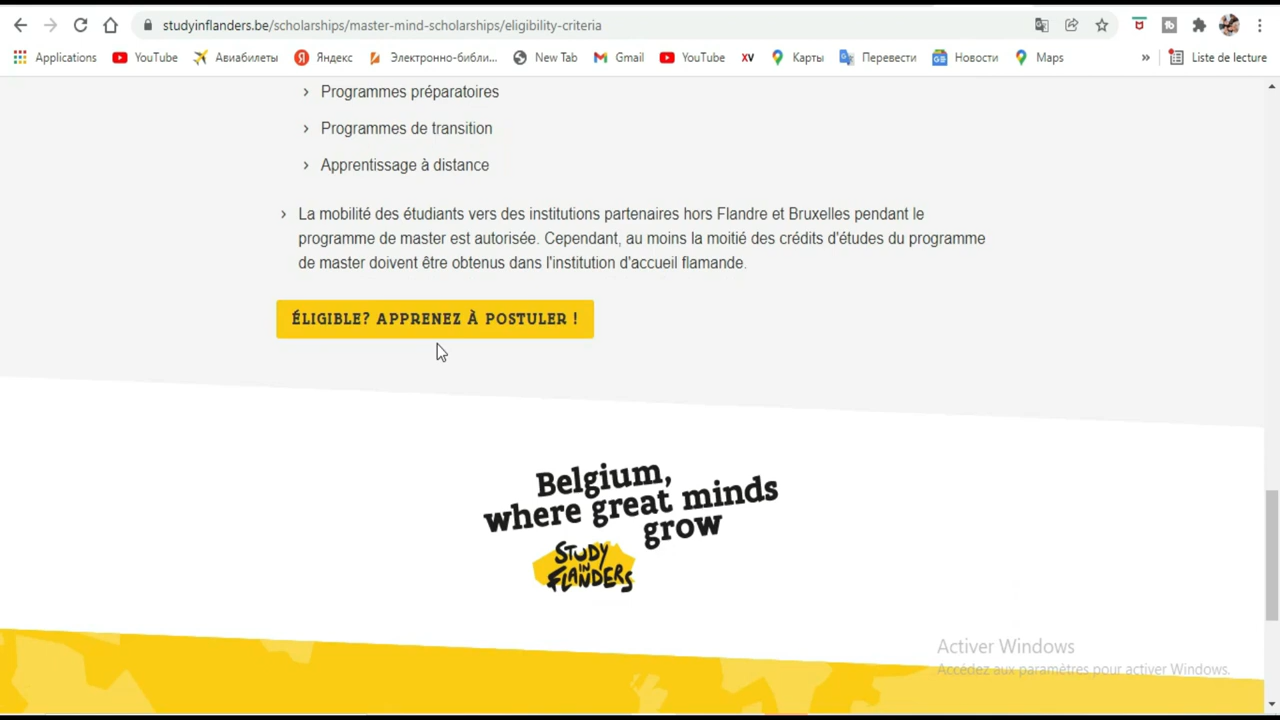 studyinflanders.be/scholarships/master-mind-scholarships/eligibility-criteria
Applications YouTube Авиабилеты Яндекс Электронно-библи... New Tab Gmail YouTube XV Карты Перевести Новости Maps » Liste de lecture
Programmes préparatoires
Programmes de transition
Apprentissage à distance
La mobilité des étudiants vers des institutions partenaires hors Flandre et Bruxelles pendant le
programme de master est autorisée. Cependant, au moins la moitié des crédits d'études du programme
de master doivent être obtenus dans l'institution d'accueil flamande.
ÉLIGIBLE? APPRENEZ À POSTULER !
Belgium,
where great minds
grow
STUDY
IN
FLANDERS
Activer Windows
Accédez aux paramètres pour activer Windows.